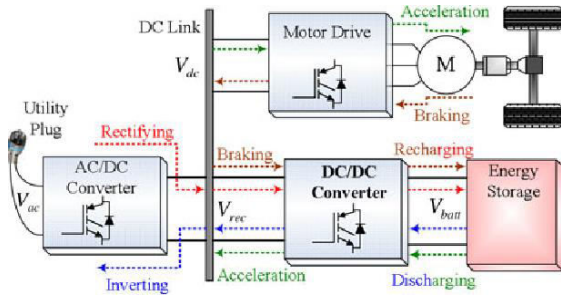 Acceleration
DC Link
Motor Drive
V_dc
M
Braking
Utility
Plug
Rectifying
Braking
Recharging
AC/DC
Converter
DC/DC
Converter
Energy
Storage
V_ac
V_rec
V_batt
Inverting
Acceleration
Discharging